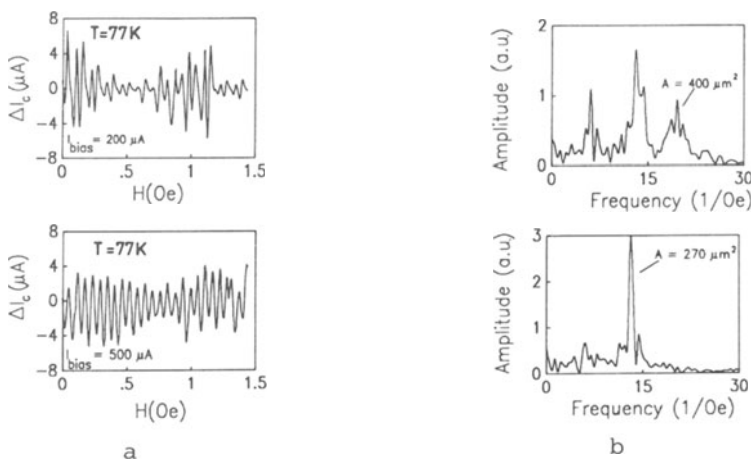 T=77K
ΔI_c (μA)
8
4
0
-4
-8
I_bias = 200 μA
0
.5
1
1.5
H(Oe)
Amplitude (a.u)
2
1
0
A = 400 μm²
0
15
30
Frequency (1/Oe)
T=77K
ΔI_c (μA)
8
4
0
-4
-8
I_bias = 500 μA
0
.5
1
1.5
H(Oe)
Amplitude (a.u)
3
2
1
0
A = 270 μm²
0
15
30
Frequency (1/Oe)
a
b